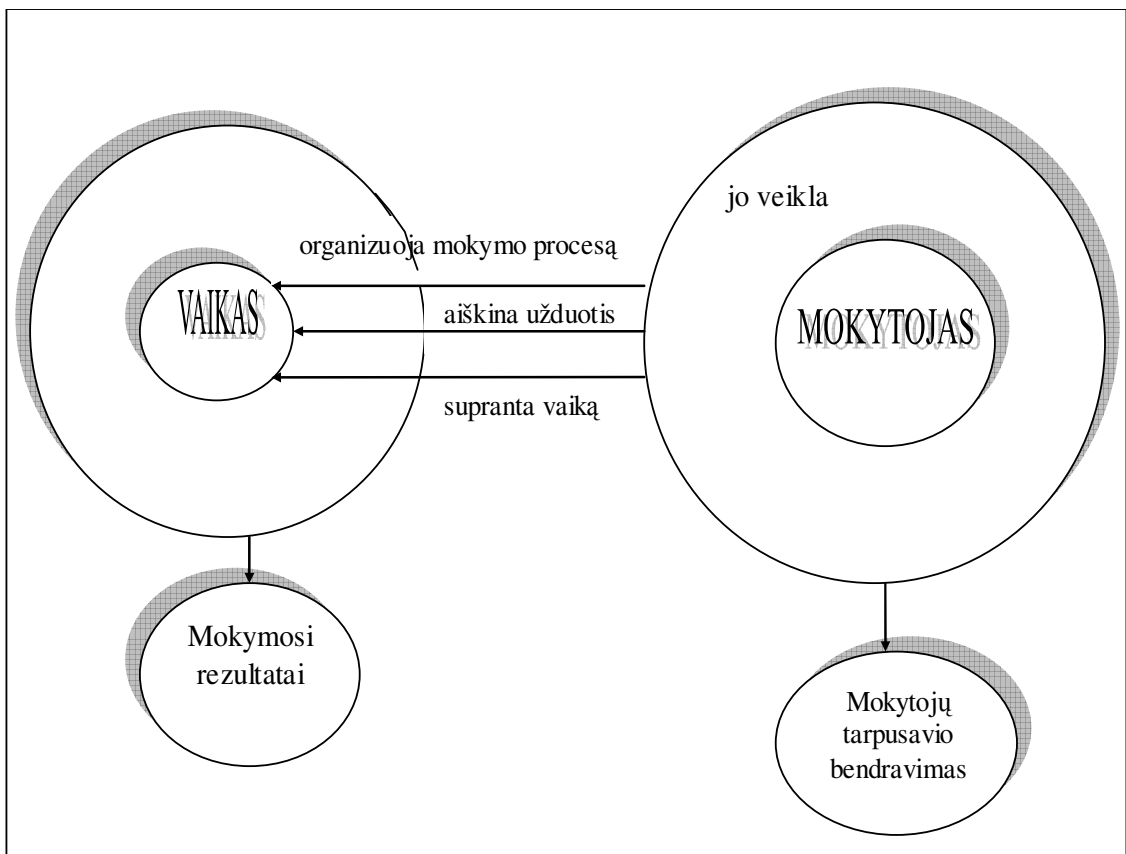 jo veikla
organizuoja mokymo procesą
VAIKAS
aiškina užduotis
MOKYTOJAS
supranta vaiką
Mokymosi
rezultatai
Mokytojų
tarpusavio
bendravimas